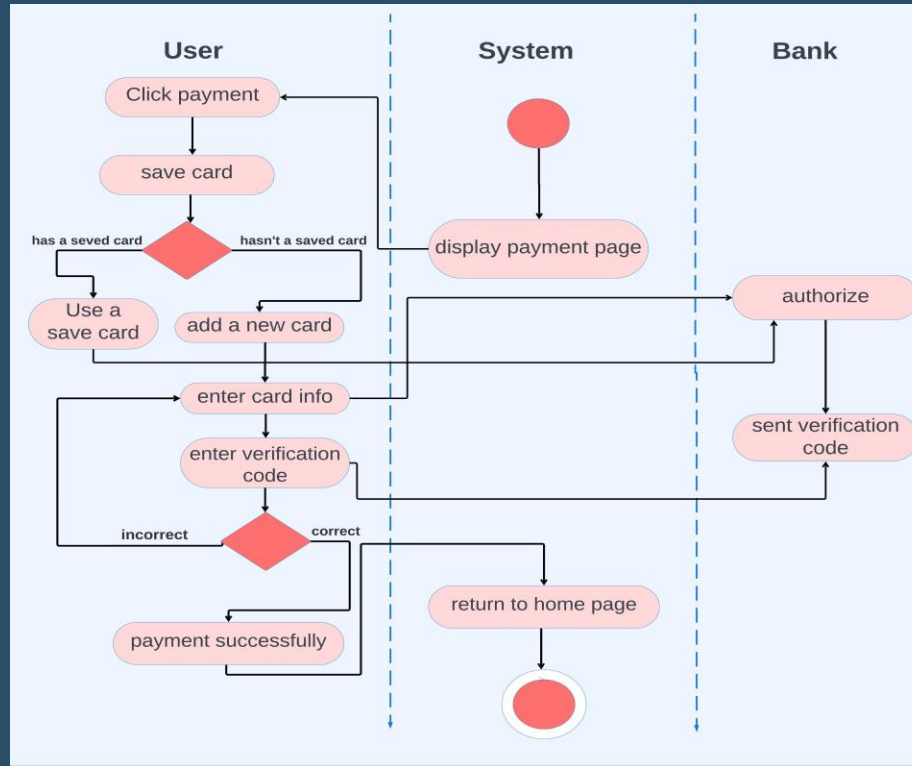 User
System
Bank
Click payment
save card
has a seved card
hasn't a saved card
display payment page
Use a
save card
add a new card
authorize
enter card info
sent verification
code
enter verification
code
incorrect
correct
return to home page
payment successfully